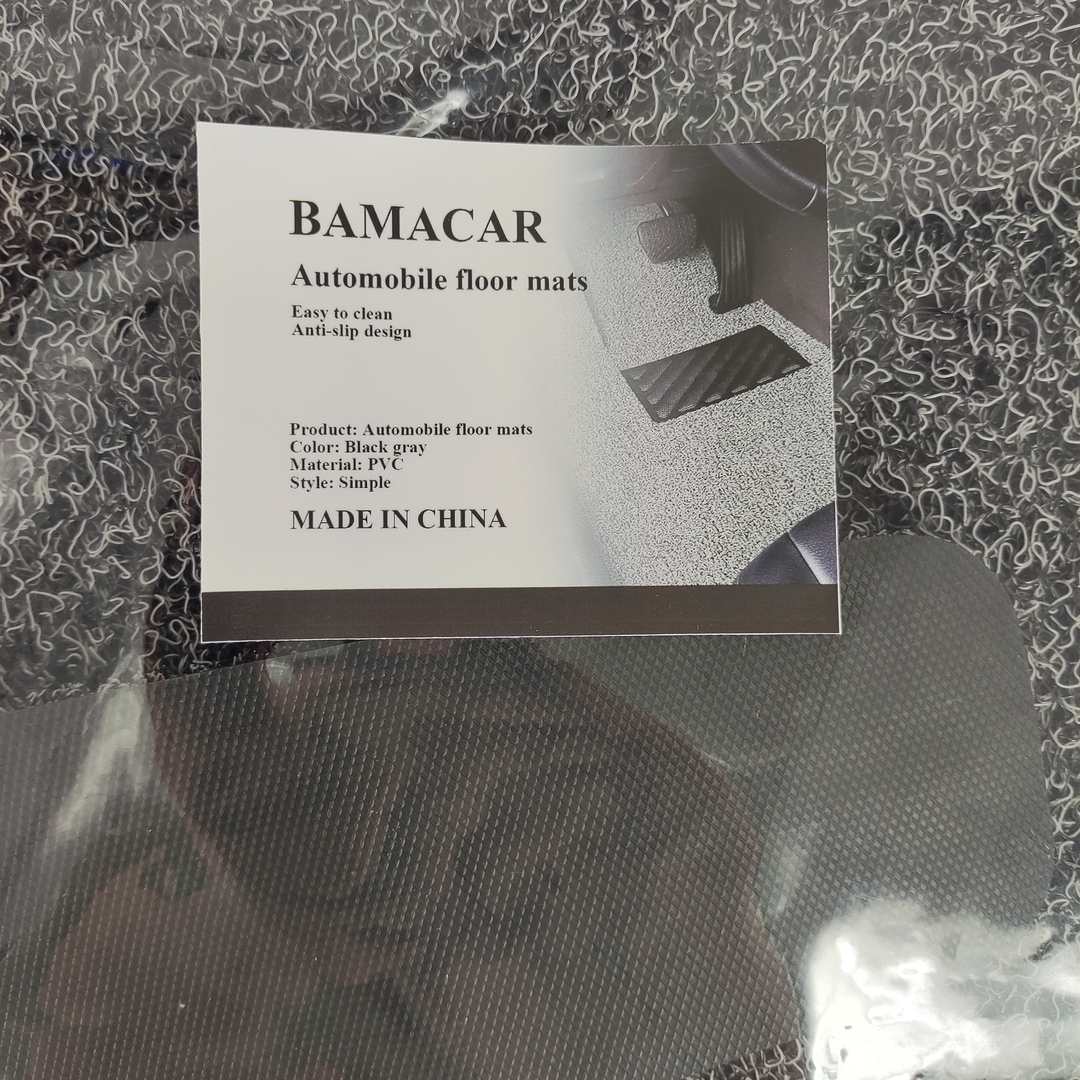 BAMACAR
Automobile floor mats
Easy to clean
Anti-slip design
Product: Automobile floor mats
Color: Black gray
Material: PVC
Style: Simple
MADE IN CHINA